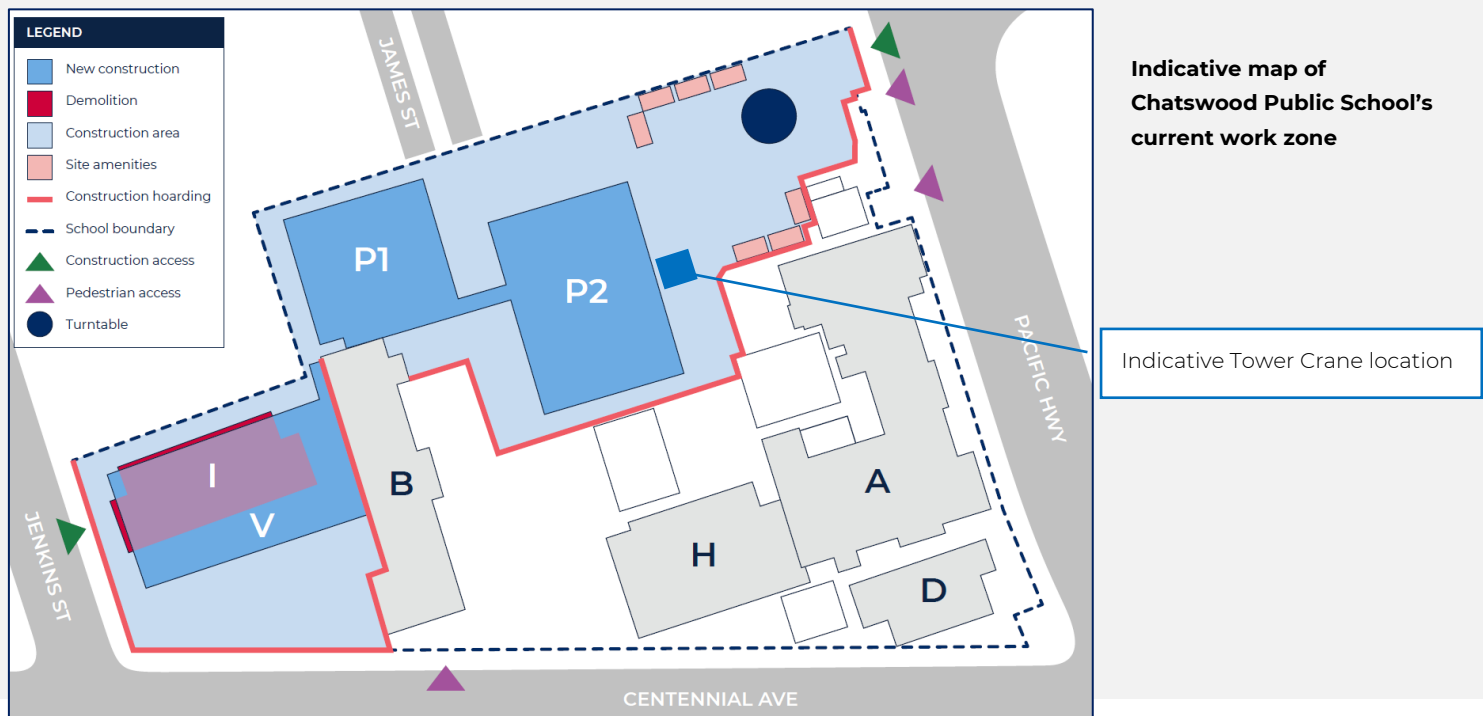 LEGEND
New construction
Demolition
Construction area
Site amenities
Construction hoarding
School boundary
Construction access
Pedestrian access
Turntable
JAMES ST
P1
P2
I
V
B
A
H
D
JENKINS ST
PACIFIC HWY
CENTENNIAL AVE
Indicative map of
Chatswood Public School’s
current work zone
Indicative Tower Crane location